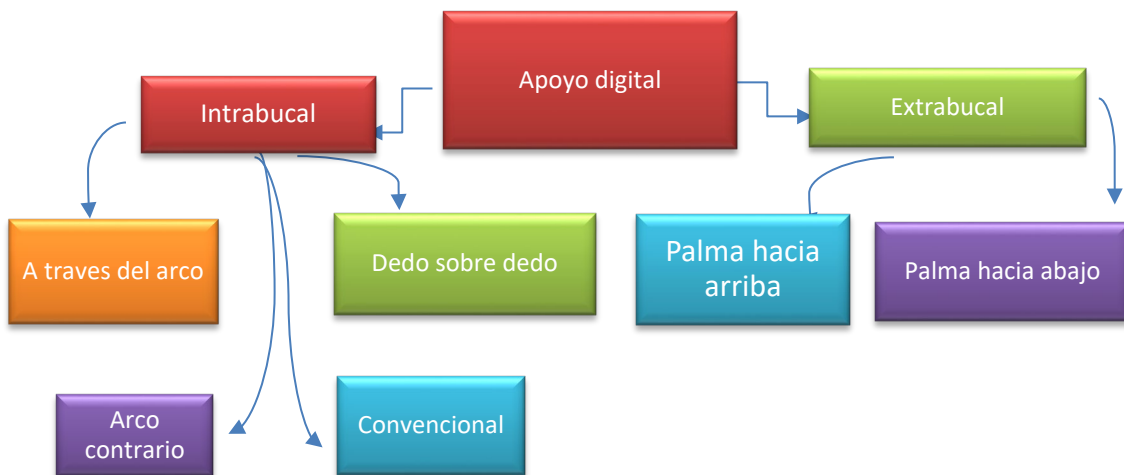 Apoyo digital
Intrabucal
Extrabucal
A traves del arco
Dedo sobre dedo
Palma hacia
arriba
Palma hacia abajo
Arco
contrario
Convencional